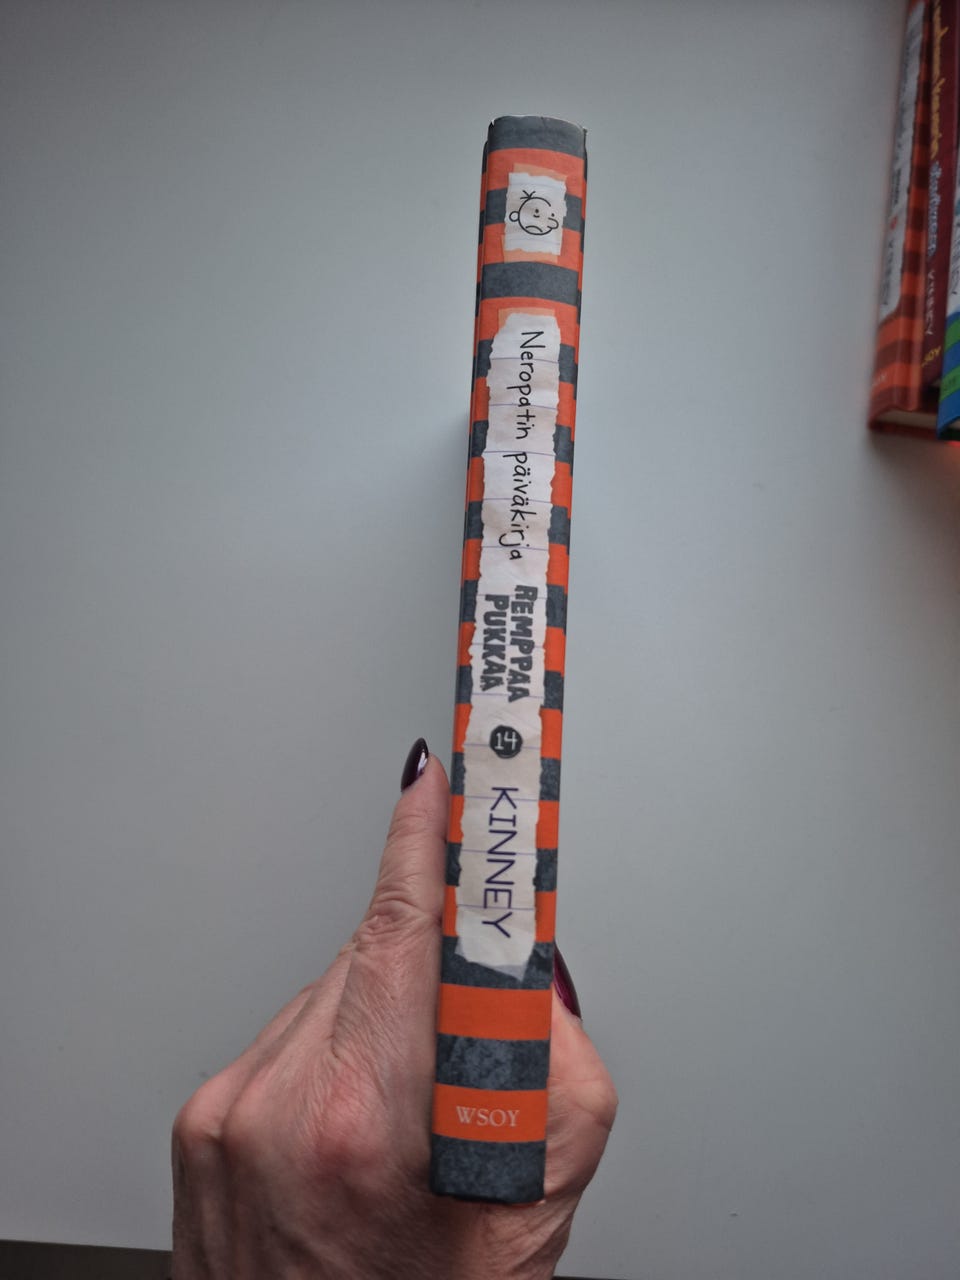 Neropatin päiväkirja
REMPPAA
PUKKAA
14
KINNEY
WSOY